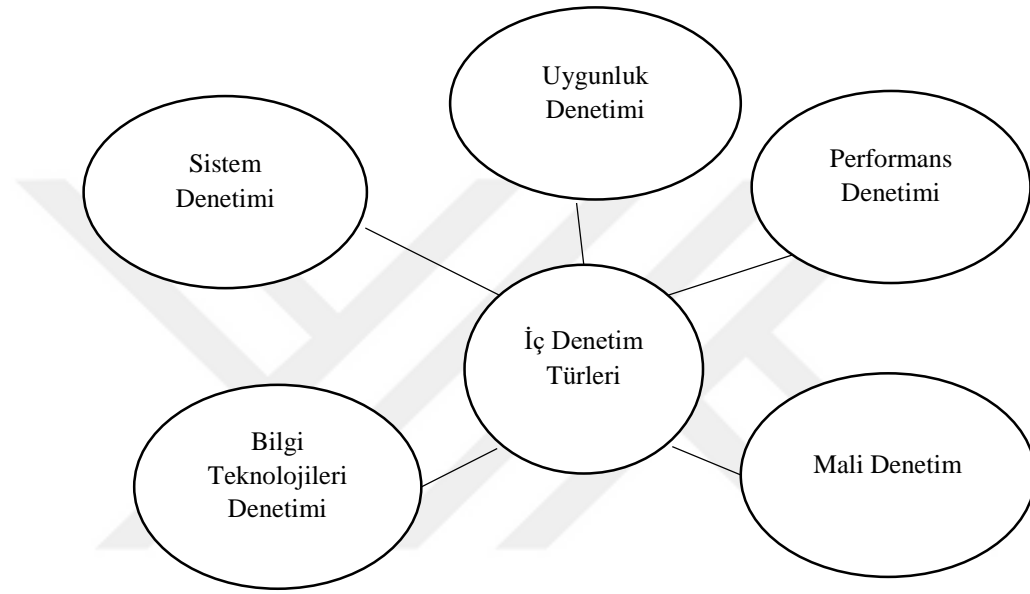 Uygunluk
Denetimi
Sistem
Denetimi
Performans
Denetimi
İç Denetim
Türleri
Bilgi
Teknolojileri
Denetimi
Mali Denetim